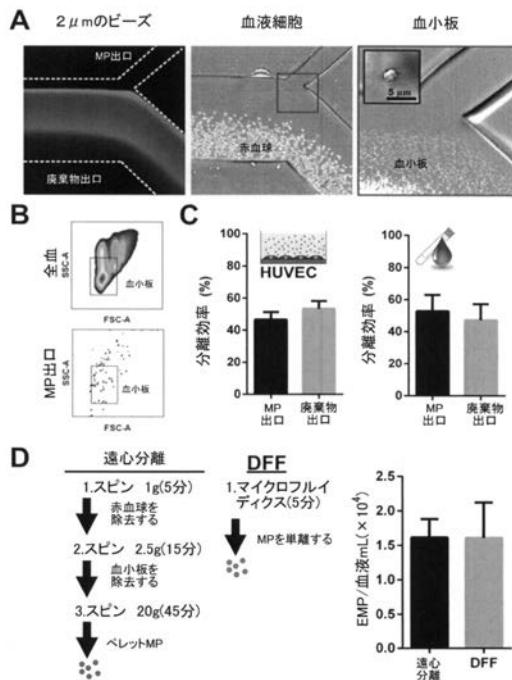 A
2μmのビーズ
血液細胞
血小板
MP出口
廃棄物出口
赤血球
5 μm
血小板
B
全血
SSC-A
血小板
FSC-A
MP出口
SSC-A
血小板
FSC-A
C
分離効率 (%)
100
80
60
40
20
0
HUVEC
MP
出口
廃棄物
出口
分離効率 (%)
100
80
60
40
20
0
MP
出口
廃棄物
出口
D
遠心分離
1.スピン 1g(5分)
赤血球を
除去する
2.スピン 2.5g(15分)
血小板を
除去する
3.スピン 20g(45分)
ペレットMP
DFF
1.マイクロフルイ
ディクス(5分)
MPを単離する
EMP/血液mL(×10⁴)
2.5
2.0
1.5
1.0
0.5
0.0
遠心
分離
DFF